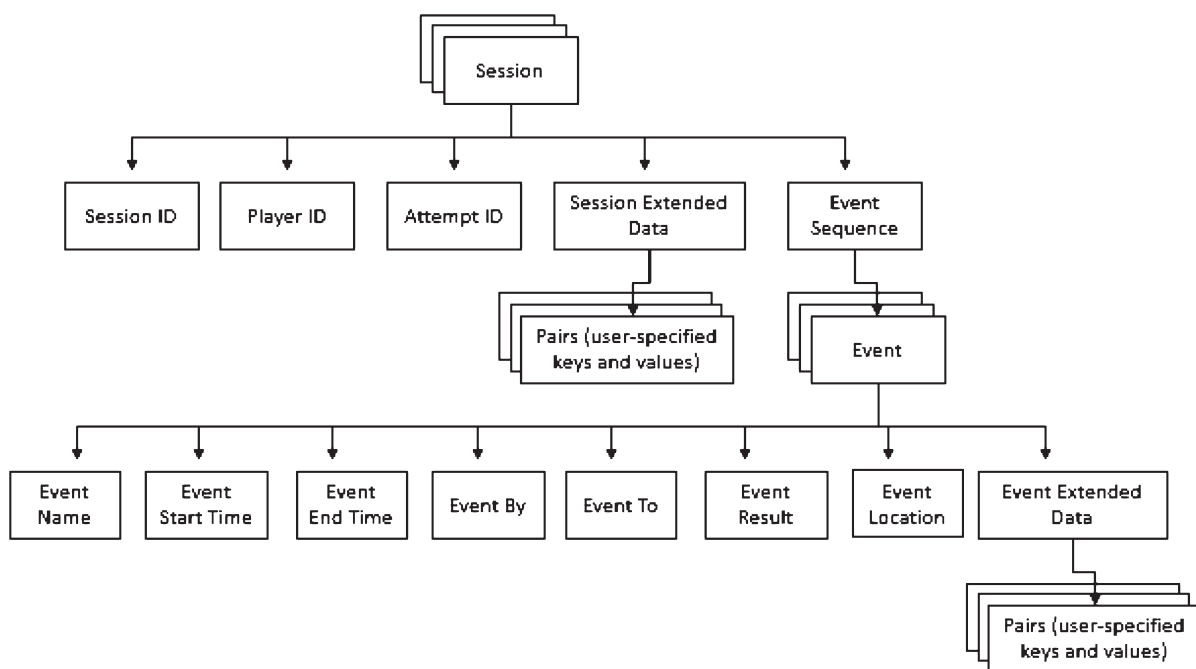 Session
Session ID
Player ID
Attempt ID
Session Extended
Data
Event
Sequence
Pairs (user-specified
keys and values)
Event
Event
Name
Event
Start Time
Event
End Time
Event By
Event To
Event
Result
Event
Location
Event Extended
Data
Pairs (user-specified
keys and values)